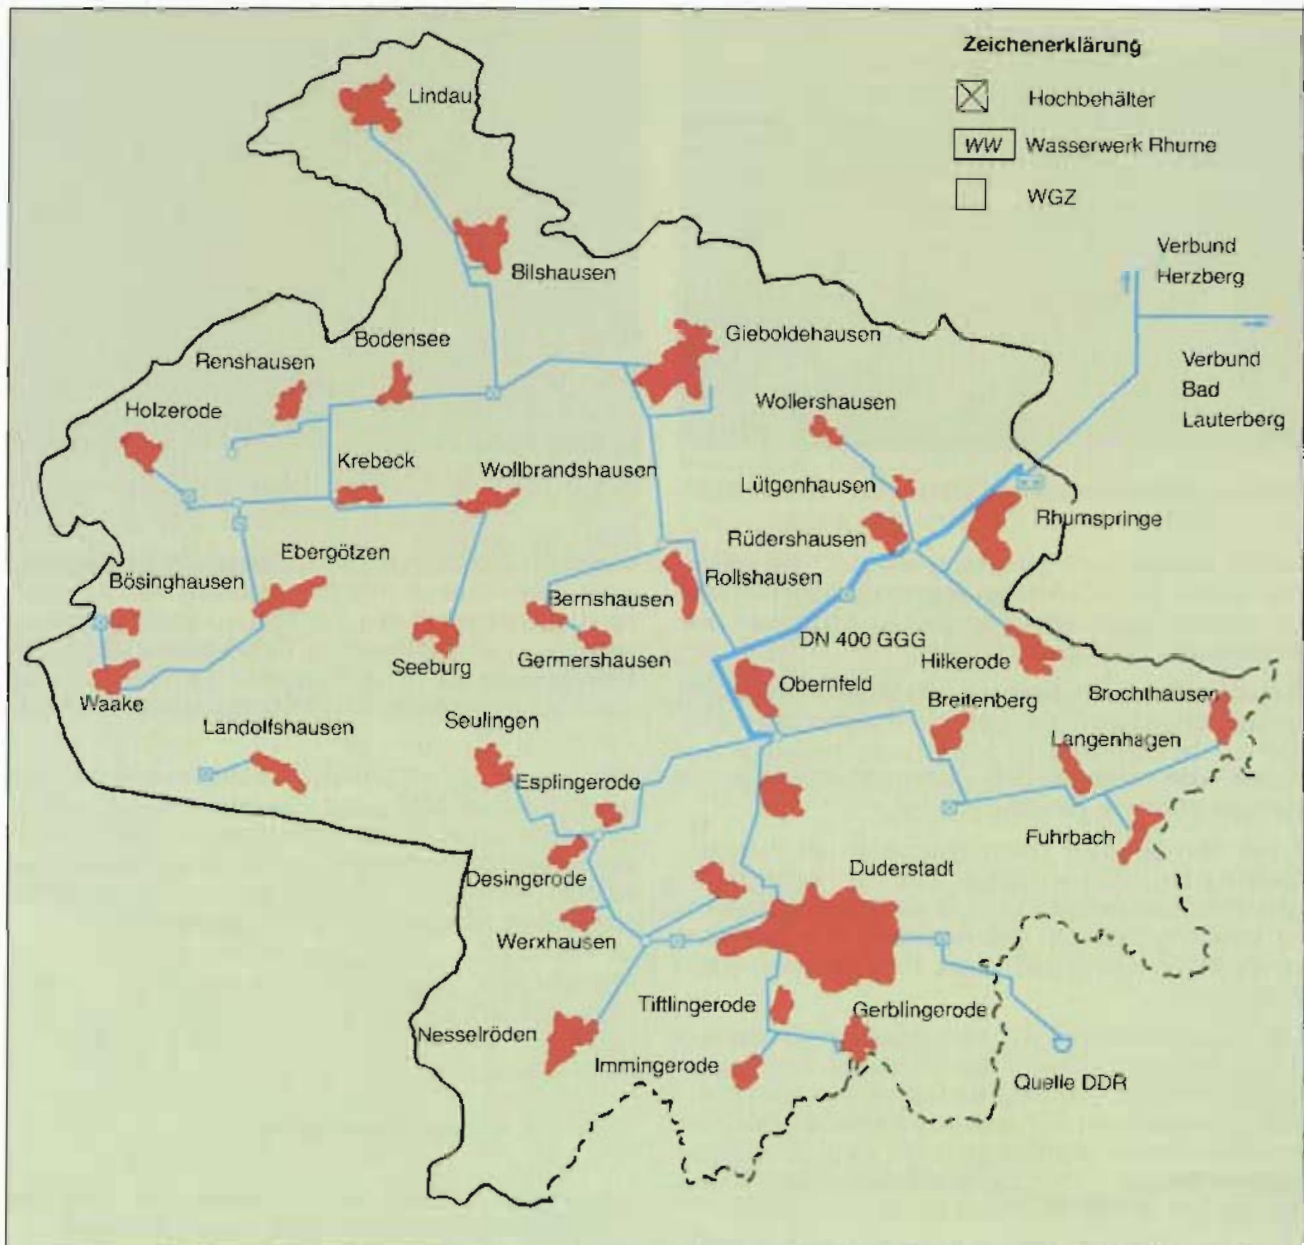 Zeichenerklärung
Hochbehälter
WW Wasserwerk Rhume
WGZ
Lindau
Bilshausen
Verbund
Herzberg
Verbund
Bad
Lauterberg
Gieboldehausen
Bodensee
Renshausen
Holzerode
Wollershausen
Krebeck
Wollbrandshausen
Lütgenhausen
Rhumspringe
Rüdershausen
Ebergötzen
Bösinghausen
Rollshausen
Bernshausen
Germershausen
Seeburg
DN 400 GGG
Hilkerode
Obernfeld
Breitenberg
Brochthausen
Waake
Landolfshausen
Seulingen
Langenhagen
Esplingerode
Fuhrbach
Duderstadt
Desingerode
Werxhausen
Tiftlingerode
Gerblingerode
Nesselröden
Immingerode
Quelle DDR